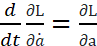 d/dt ∂L/∂ȧ = ∂L/∂a